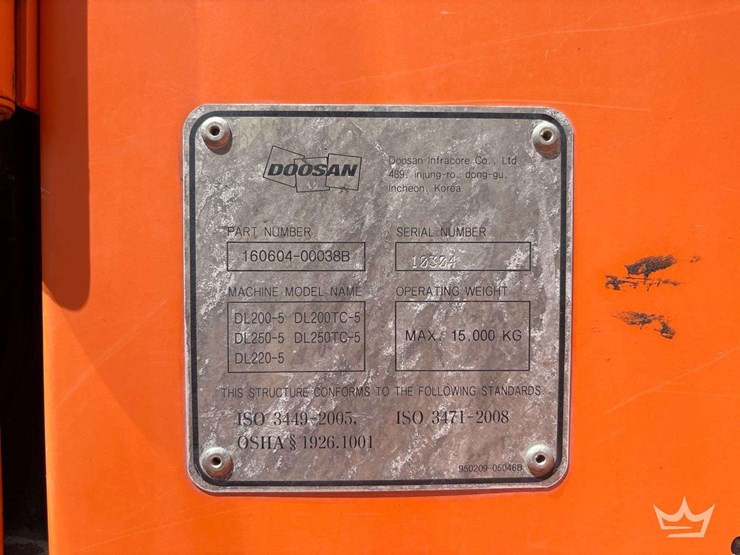 DOOSAN
Doosan Infracore Co., Ltd
489, injung-ro, dong-gu,
Incheon, Korea
PART NUMBER
160604-00038B
SERIAL NUMBER
10304
MACHINE MODEL NAME
DL200-5 DL200TC-5
DL250-5 DL250TC-5
DL220-5
OPERATING WEIGHT
MAX. 15,000 KG
THIS STRUCTURE CONFORMS TO THE FOLLOWING STANDARDS.
ISO 3449-2005, ISO 3471-2008
OSHA § 1926.1001
950209-05046B